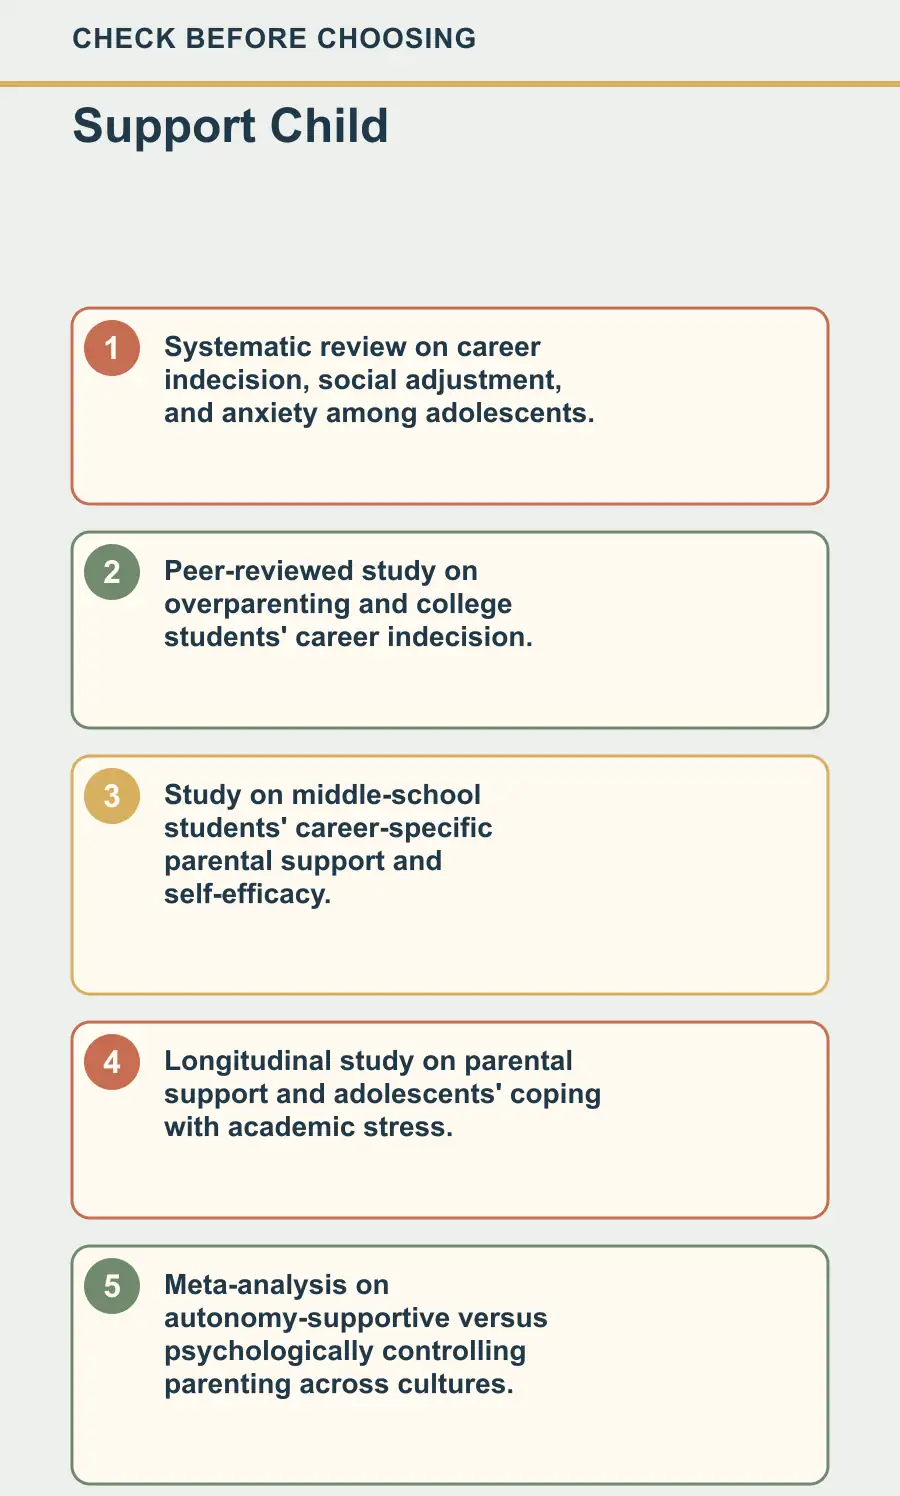 CHECK BEFORE CHOOSING
Support Child
1
Systematic review on career
indecision, social adjustment,
and anxiety among adolescents.
2
Peer-reviewed study on
overparenting and college
students' career indecision.
3
Study on middle-school
students' career-specific
parental support and
self-efficacy.
4
Longitudinal study on parental
support and adolescents' coping
with academic stress.
5
Meta-analysis on
autonomy-supportive versus
psychologically controlling
parenting across cultures.